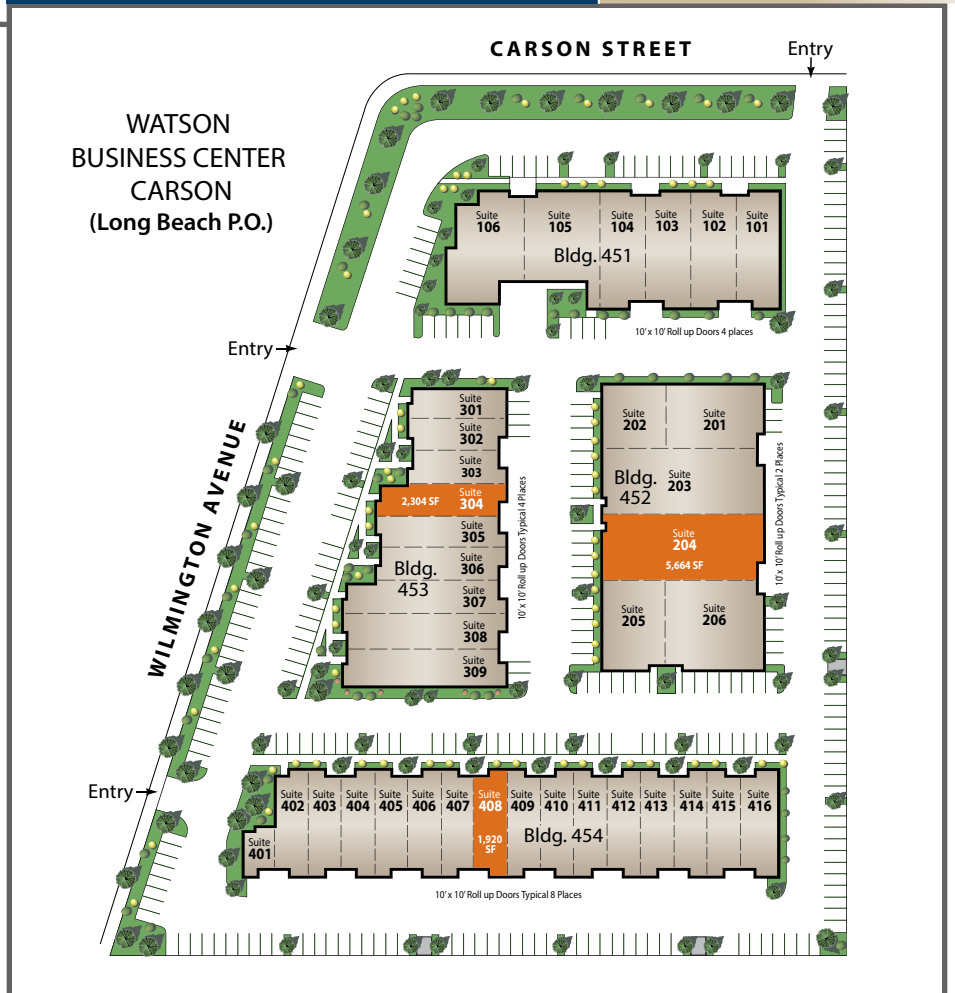 CARSON STREET
Entry
WATSON
BUSINESS CENTER
CARSON
(Long Beach P.O.)
Suite
106
Suite
105
Suite
104
Suite
103
Suite
102
Suite
101
Bldg. 451
10' x 10' Roll up Doors 4 places
Entry
WILMINGTON AVENUE
Suite
301
Suite
302
Suite
303
2,304 SF
Suite
304
Suite
305
Suite
306
Suite
307
Suite
308
Suite
309
Bldg.
453
10' x 10' Roll up Doors Typical 4 Places
Suite
202
Suite
201
Bldg.
452
Suite
203
Suite
204
5,664 SF
Suite
205
Suite
206
10' x 10' Roll up Doors Typical 2 Places
Entry
Suite
401
Suite
402
Suite
403
Suite
404
Suite
405
Suite
406
Suite
407
Suite
408
1,920
SF
Suite
409
Suite
410
Suite
411
Suite
412
Suite
413
Suite
414
Suite
415
Suite
416
Bldg. 454
10' x 10' Roll up Doors Typical 8 Places